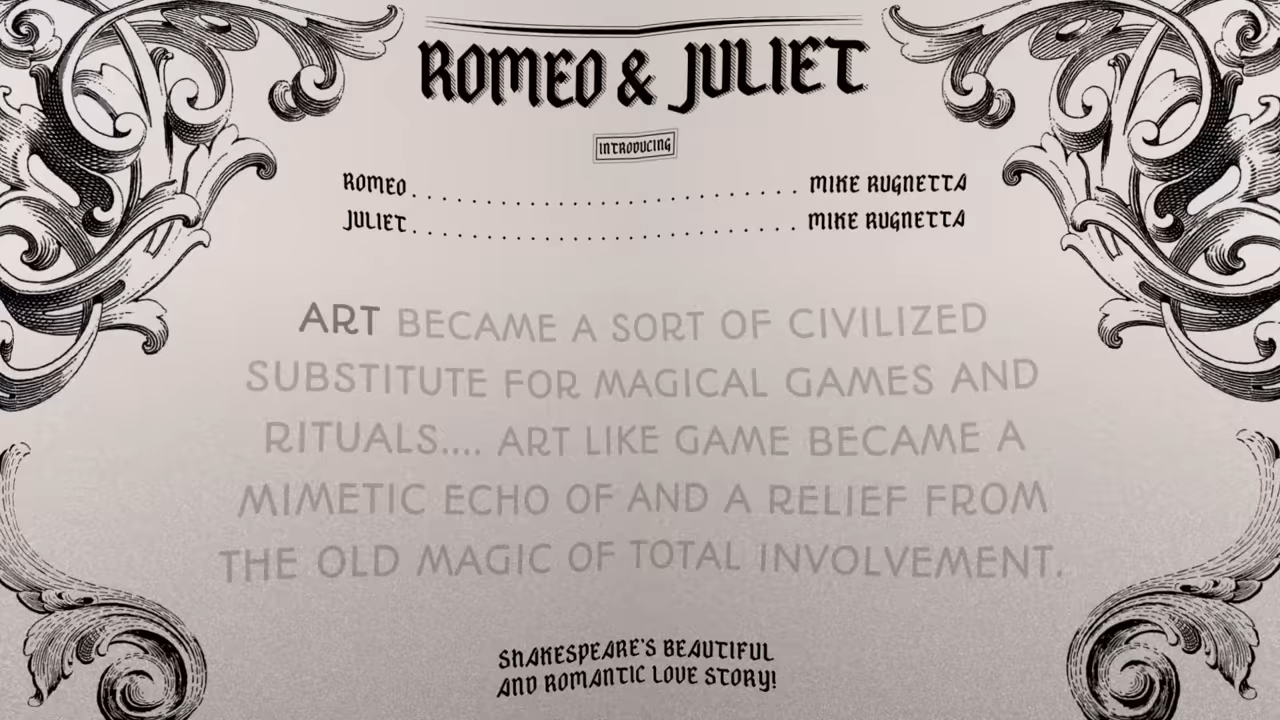 ROMEO & JULIET
INTRODUCING
ROMEO . . . . . . . . . . . . . . . . . . . . . . . . . . . MIKE RUGNETTA
JULIET . . . . . . . . . . . . . . . . . . . . . . . . . . . MIKE RUGNETTA
ART BECAME A SORT OF CIVILIZED
SUBSTITUTE FOR MAGICAL GAMES AND
RITUALS.... ART LIKE GAME BECAME A
MIMETIC ECHO OF AND A RELIEF FROM
THE OLD MAGIC OF TOTAL INVOLVEMENT.
SHAKESPEARE'S BEAUTIFUL
AND ROMANTIC LOVE STORY!